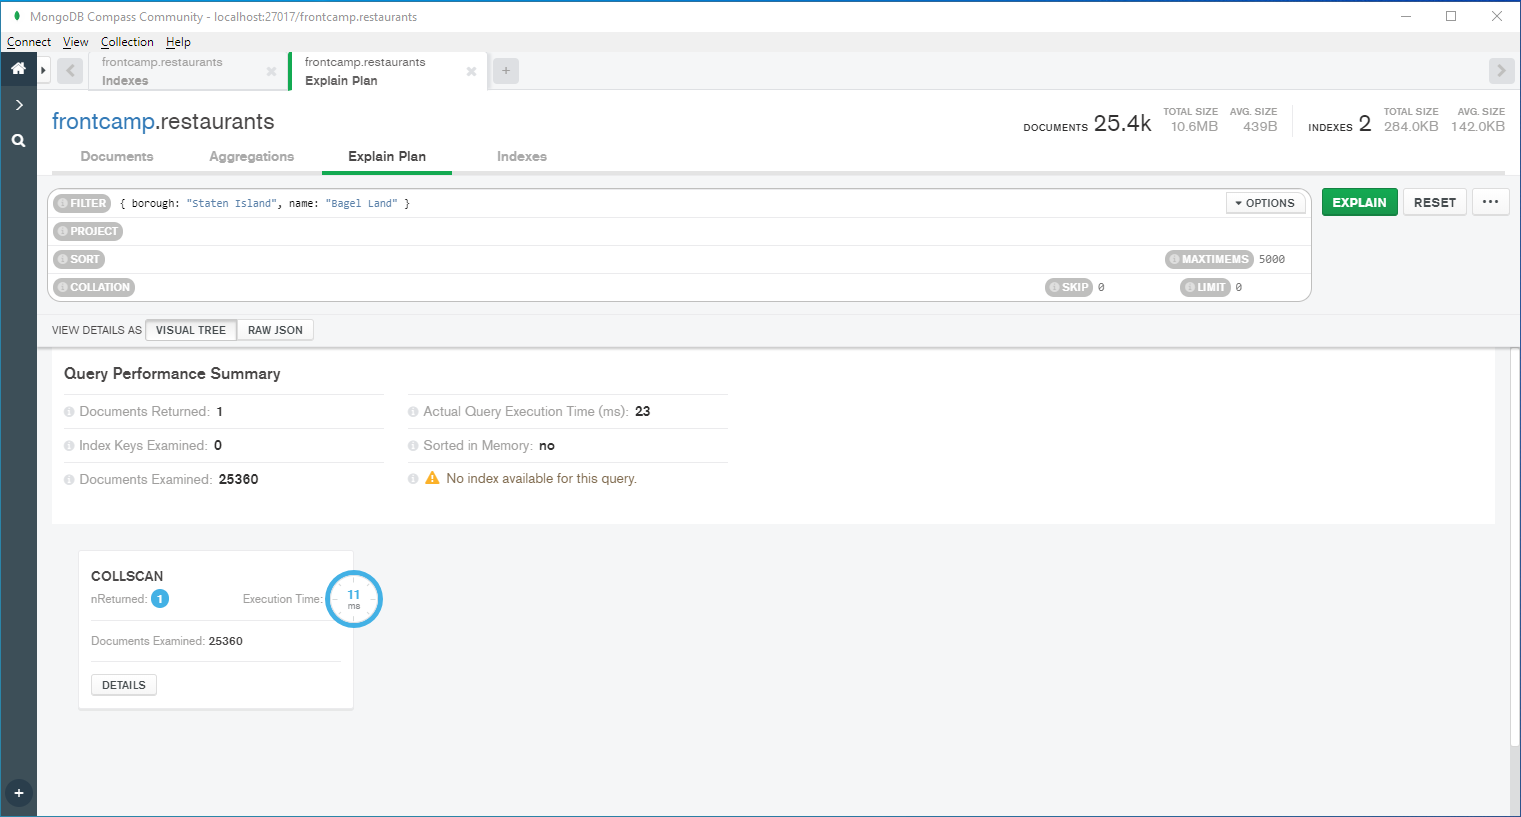 MongoDB Compass Community - localhost:27017/frontcamp.restaurants
Connect View Collection Help
frontcamp.restaurants
Indexes
frontcamp.restaurants
Explain Plan
frontcamp.restaurants
DOCUMENTS 25.4k TOTAL SIZE 10.6MB AVG. SIZE 439B INDEXES 2 TOTAL SIZE 284.0KB AVG. SIZE 142.0KB
Documents Aggregations Explain Plan Indexes
FILTER { borough: "Staten Island", name: "Bagel Land" } OPTIONS EXPLAIN RESET ...
PROJECT
SORT MAXTIMEMS 5000
COLLATION SKIP 0 LIMIT 0
VIEW DETAILS AS VISUAL TREE RAW JSON
Query Performance Summary
Documents Returned: 1 Actual Query Execution Time (ms): 23
Index Keys Examined: 0 Sorted in Memory: no
Documents Examined: 25360 No index available for this query.
COLLSCAN
nReturned: 1 Execution Time: 11 ms
Documents Examined: 25360
DETAILS